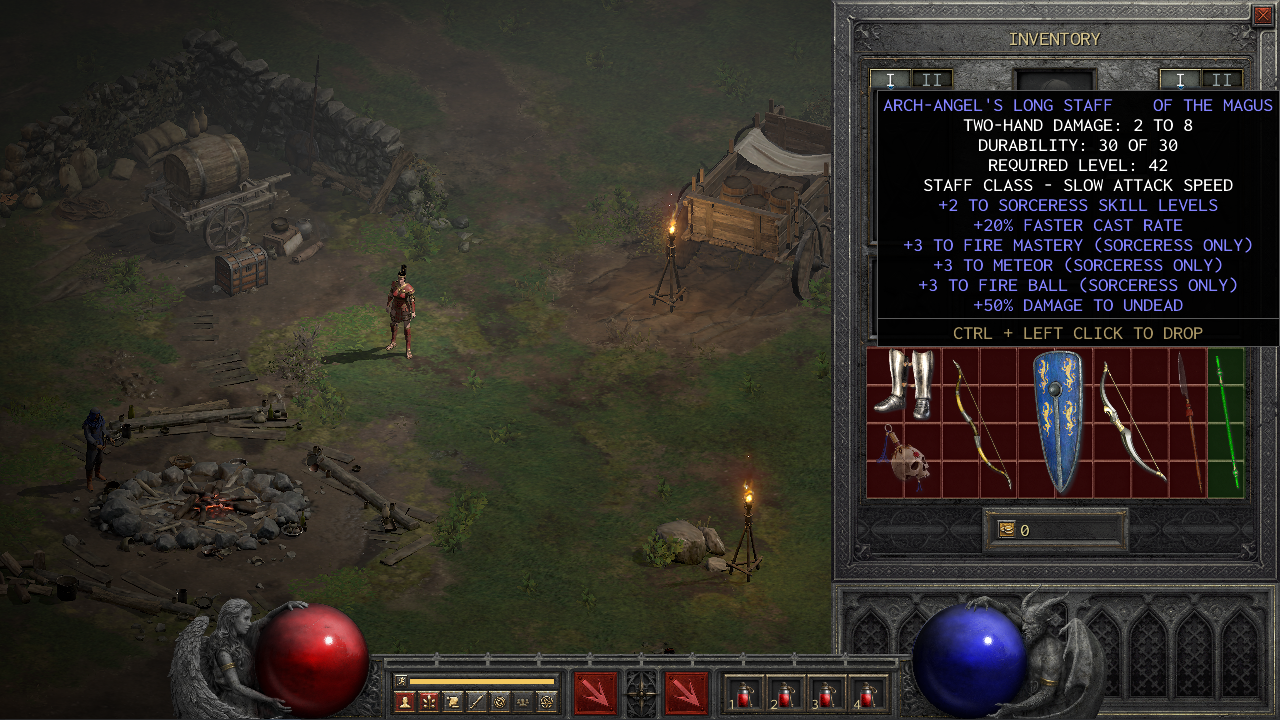 INVENTORY
I II I II
ARCH-ANGEL'S LONG STAFF OF THE MAGUS
TWO-HAND DAMAGE: 2 TO 8
DURABILITY: 30 OF 30
REQUIRED LEVEL: 42
STAFF CLASS - SLOW ATTACK SPEED
+2 TO SORCERESS SKILL LEVELS
+20% FASTER CAST RATE
+3 TO FIRE MASTERY (SORCERESS ONLY)
+3 TO METEOR (SORCERESS ONLY)
+3 TO FIRE BALL (SORCERESS ONLY)
+50% DAMAGE TO UNDEAD
CTRL + LEFT CLICK TO DROP
0
1 2 3 4